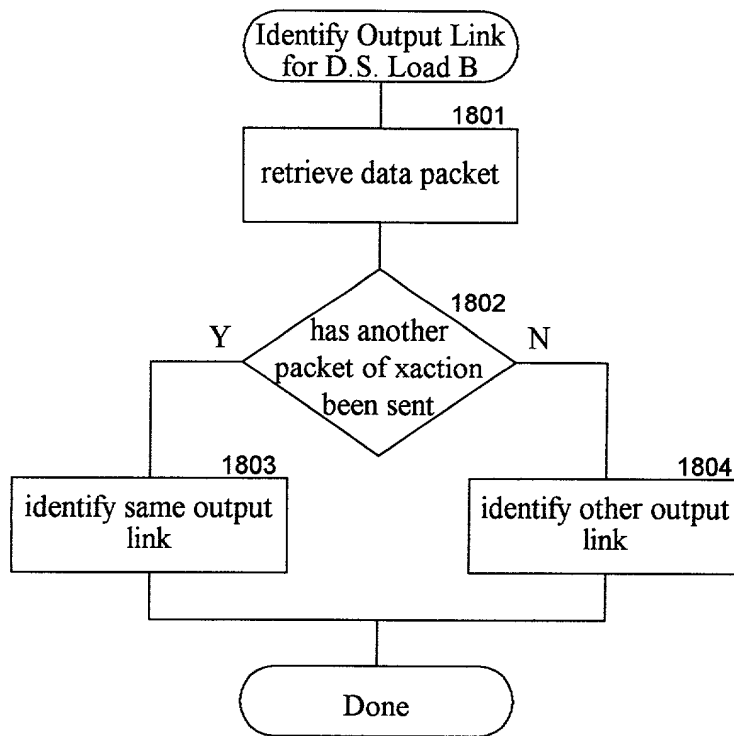 Identify Output Link
for D.S. Load B
1801
retrieve data packet
1802
Y
N
has another
packet of xaction
been sent
1803
identify same output
link
1804
identify other output
link
Done